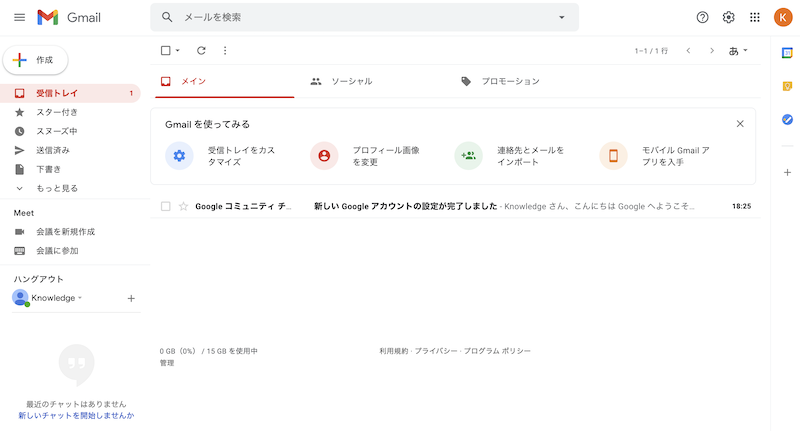 Gmail
メールを検索
K
作成
1–1 / 1 行
あ
受信トレイ 1
スター付き
スヌーズ中
送信済み
下書き
もっと見る
Meet
会議を新規作成
会議に参加
ハングアウト
Knowledge
最近のチャットはありません
新しいチャットを開始しませんか
メイン
ソーシャル
プロモーション
Gmail を使ってみる
受信トレイをカス
タマイズ
プロフィール画像
を変更
連絡先とメールを
インポート
モバイル Gmail ア
プリを入手
Google コミュニティ チ... 新しい Google アカウントの設定が完了しました - Knowledge さん、こんにちは Google へようこそ... 18:25
0 GB（0%） / 15 GB を使用中
管理
利用規約 · プライバシー · プログラム ポリシー
31